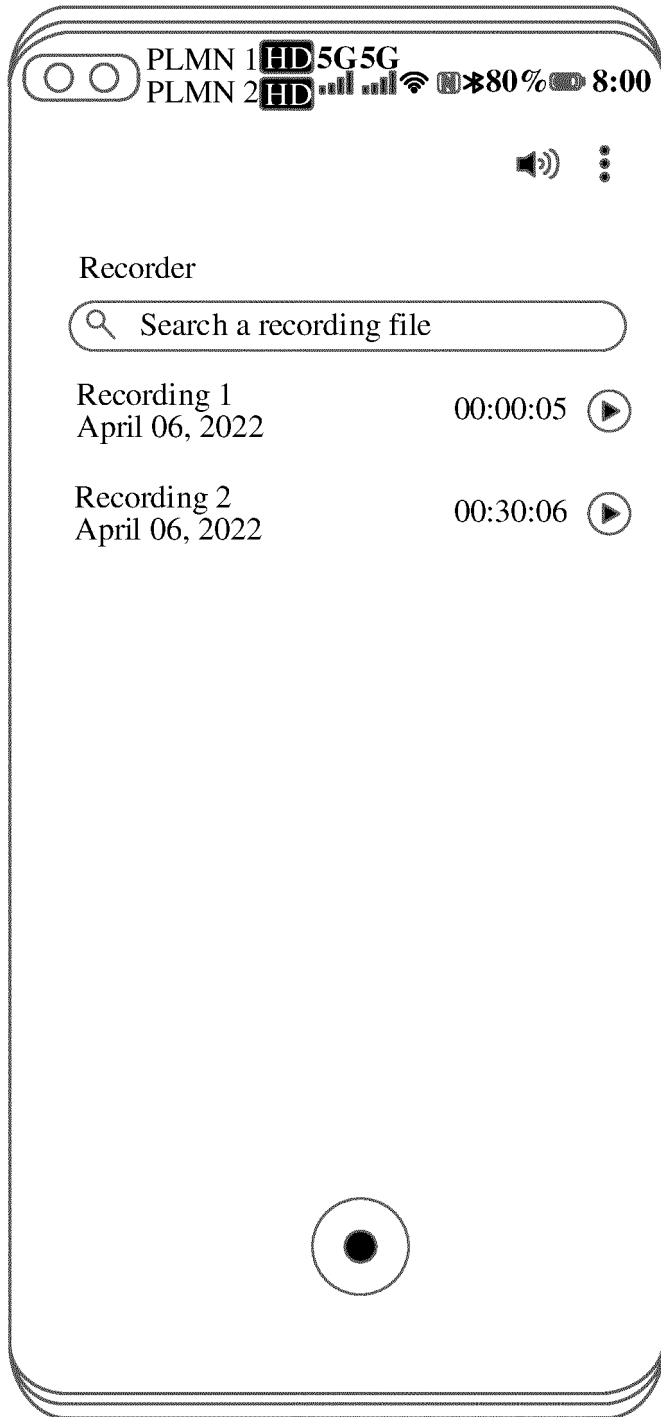 PLMN 1 HD 5G 5G
PLMN 2 HD N 80% 8:00
Recorder
Search a recording file
Recording 1
April 06, 2022
00:00:05
Recording 2
April 06, 2022
00:30:06